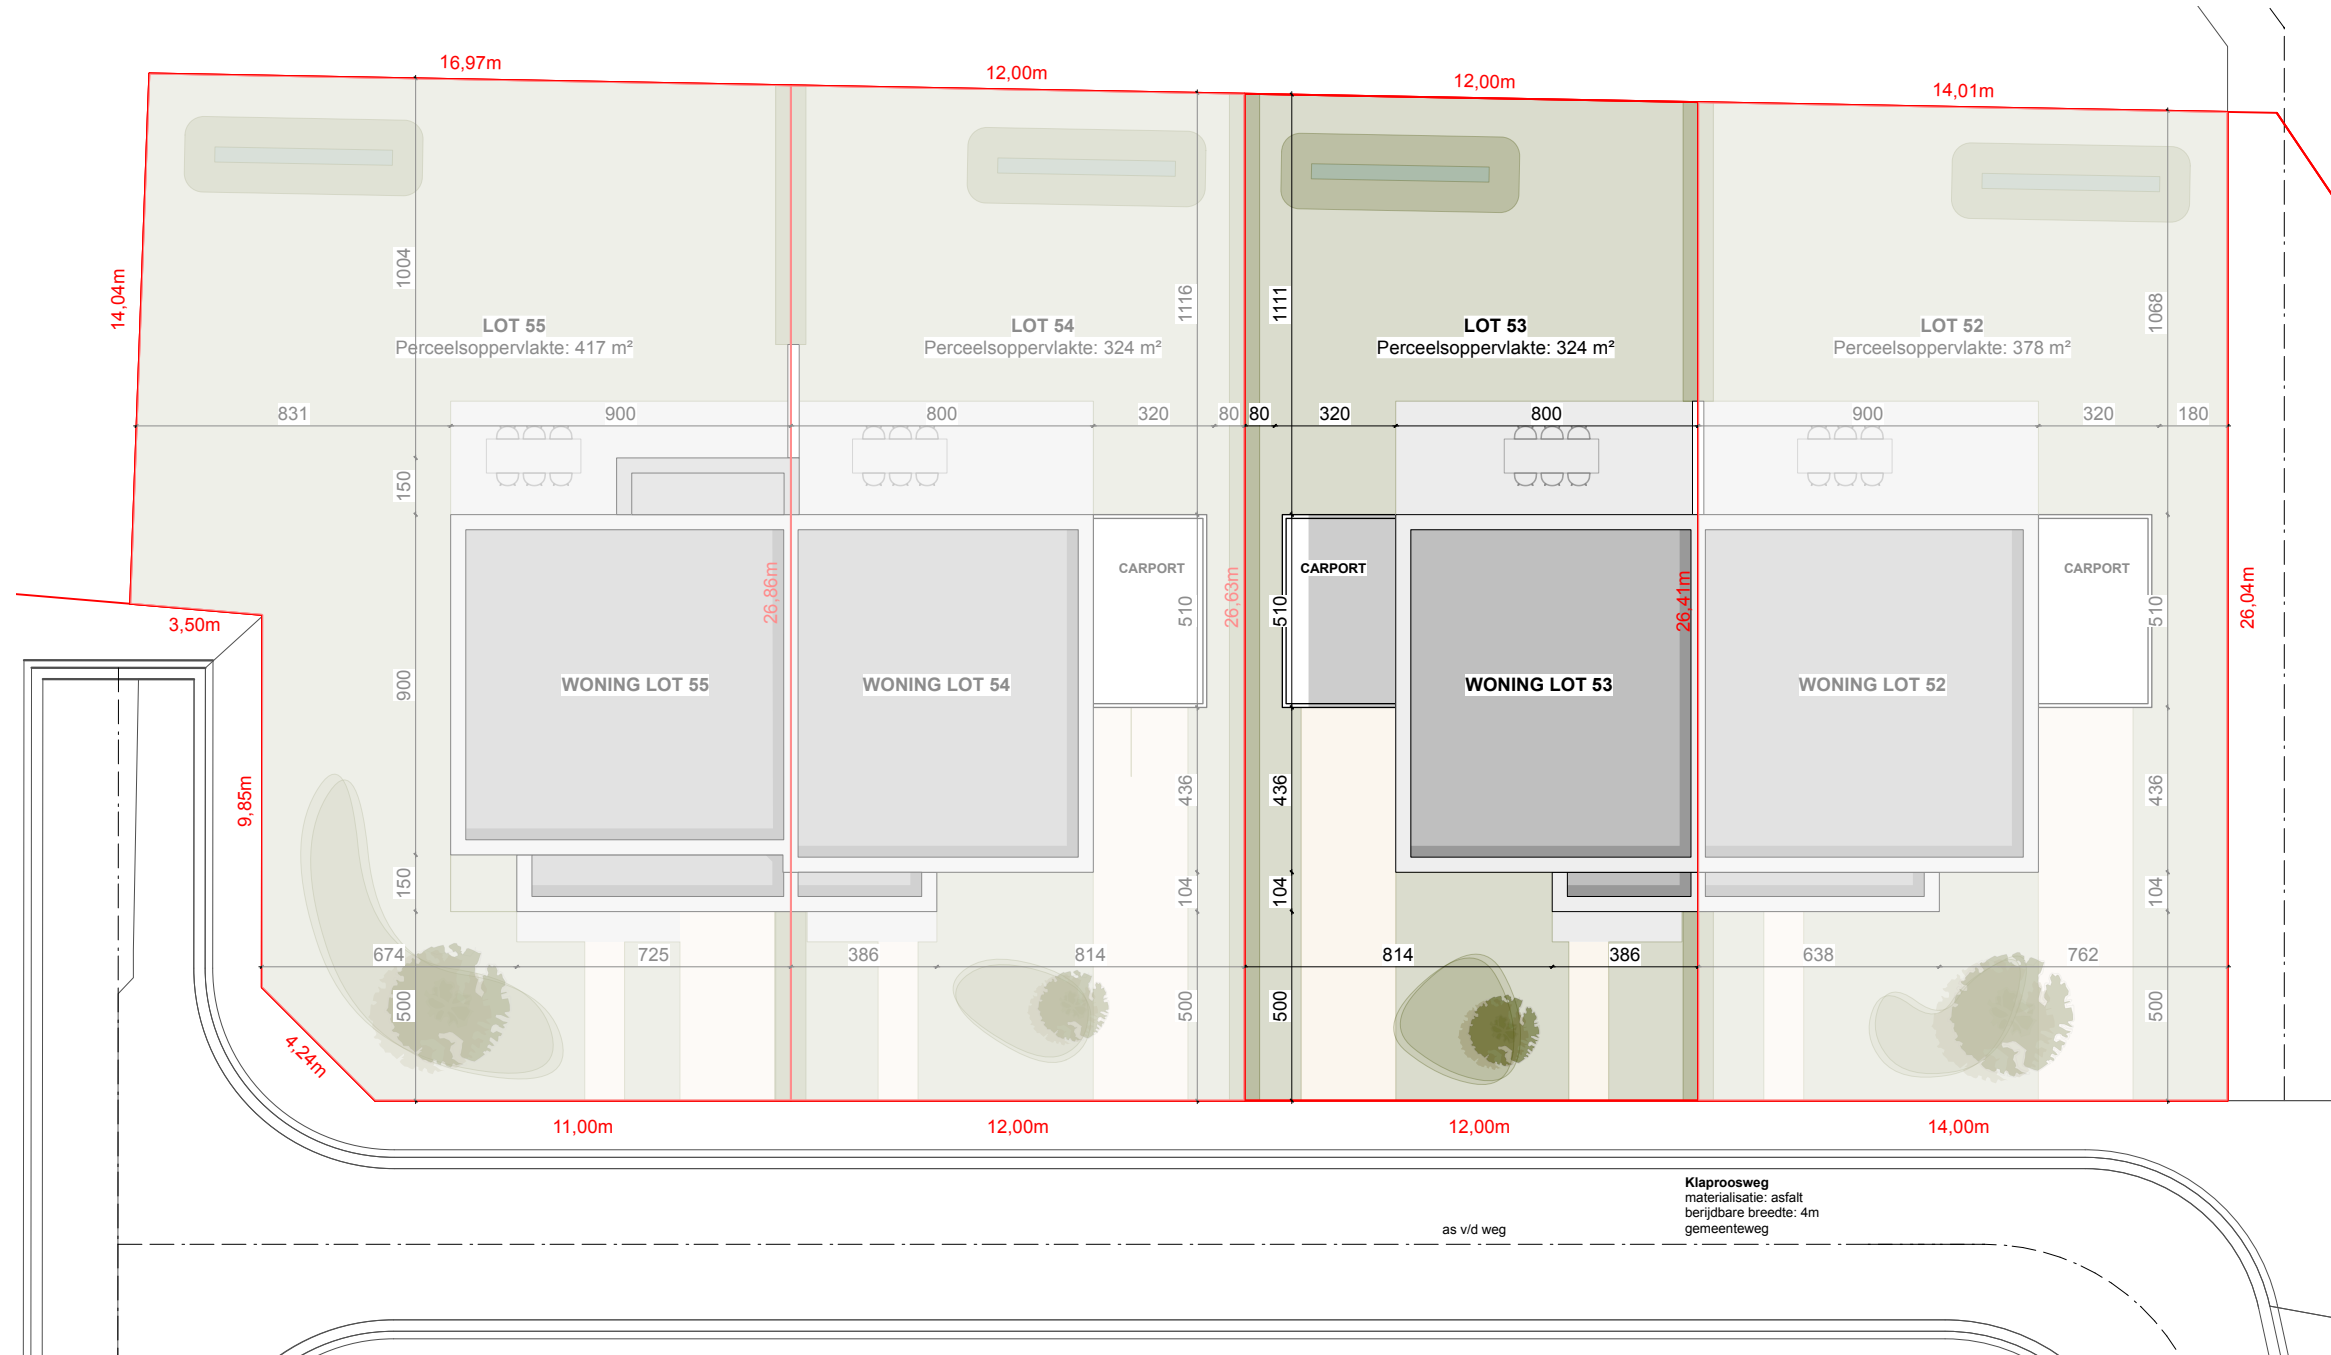 16,97m
12,00m
12,00m
14,01m
14,04m
1004
1116
1111
1068
LOT 55
Perceelsoppervlakte: 417 m²
LOT 54
Perceelsoppervlakte: 324 m²
LOT 53
Perceelsoppervlakte: 324 m²
LOT 52
Perceelsoppervlakte: 378 m²
831
900
800
320
80
80
320
800
900
320
180
150
CARPORT
CARPORT
CARPORT
26,86m
26,63m
26,41m
26,04m
510
510
510
3,50m
900
WONING LOT 55
WONING LOT 54
WONING LOT 53
WONING LOT 52
9,85m
436
436
436
150
104
104
104
674
725
386
814
814
386
638
762
500
500
500
500
4,24m
11,00m
12,00m
12,00m
14,00m
Klaproosweg
materialisatie: asfalt
berijdbare breedte: 4m
gemeenteweg
as v/d weg